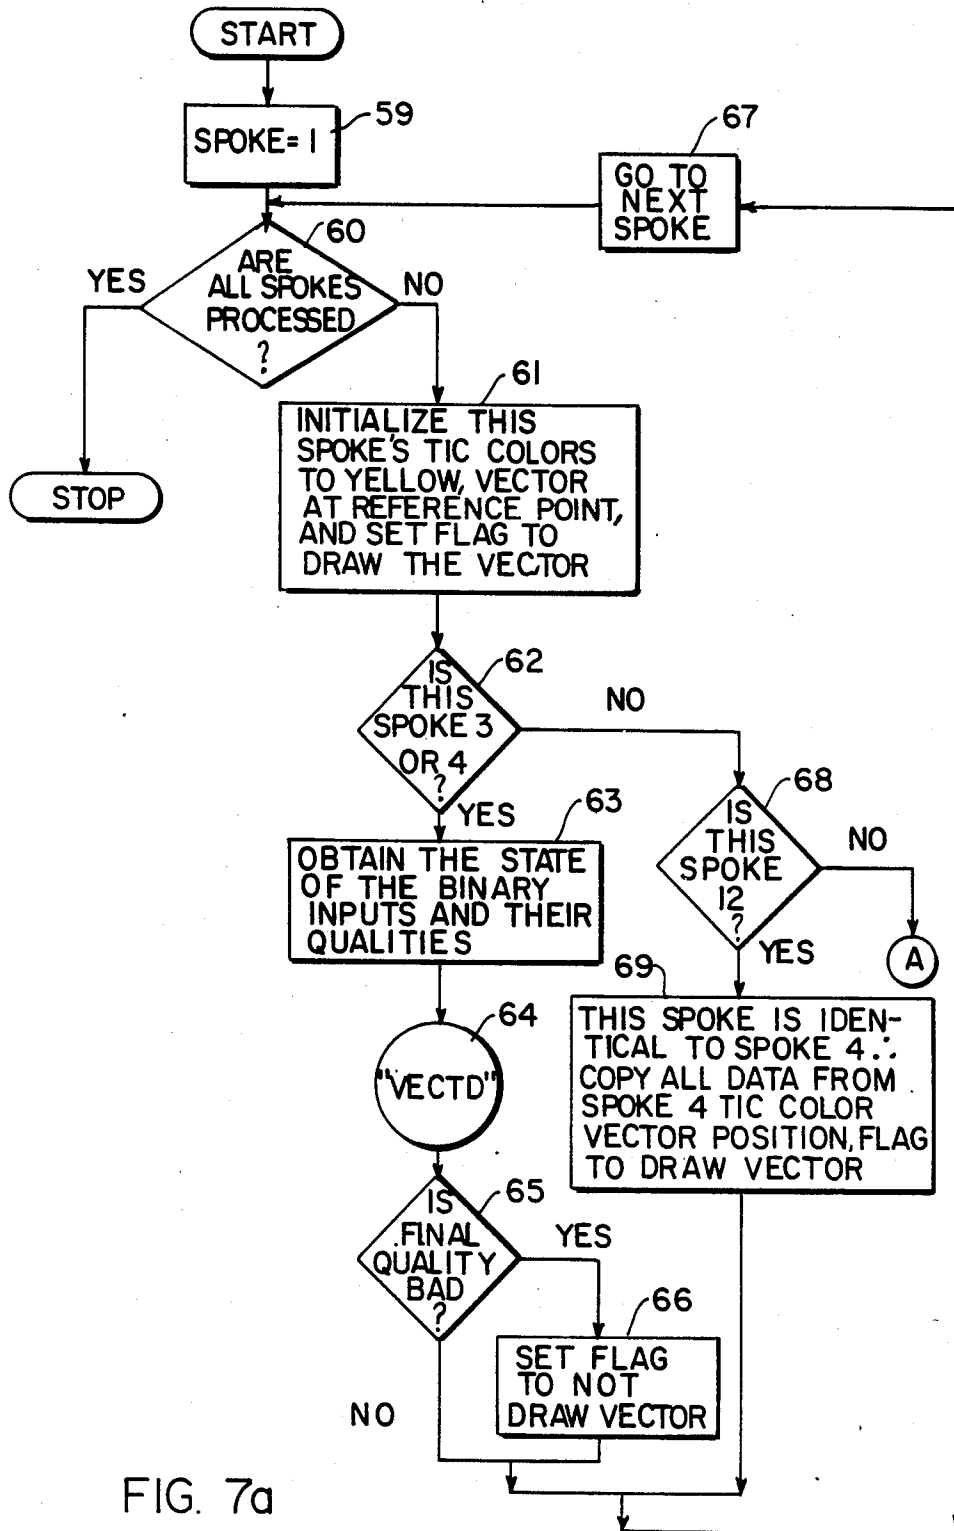 START
59
SPOKE=1
67
GO TO
NEXT
SPOKE
60
ARE
ALL SPOKES
PROCESSED
?
YES
NO
STOP
61
INITIALIZE THIS
SPOKE'S TIC COLORS
TO YELLOW, VECTOR
AT REFERENCE POINT,
AND SET FLAG TO
DRAW THE VECTOR
62
IS
THIS
SPOKE 3
OR 4
?
NO
YES
68
IS
THIS
SPOKE
12
?
NO
YES
A
63
OBTAIN THE STATE
OF THE BINARY
INPUTS AND THEIR
QUALITIES
64
"VECTD"
69
THIS SPOKE IS IDEN-
TICAL TO SPOKE 4 ∴
COPY ALL DATA FROM
SPOKE 4 TIC COLOR
VECTOR POSITION, FLAG
TO DRAW VECTOR
65
IS
FINAL
QUALITY
BAD
?
YES
NO
66
SET FLAG
TO NOT
DRAW VECTOR
FIG. 7a